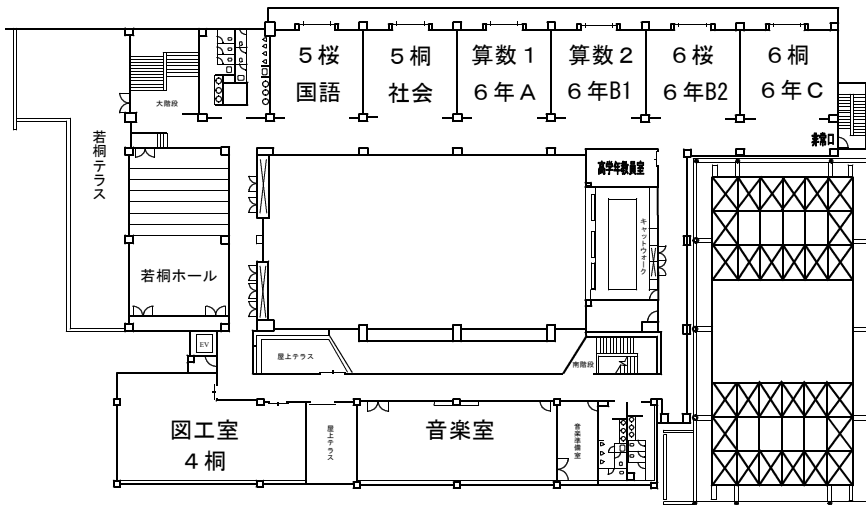 ５桜
国語
５桐
社会
算数１
６年Ａ
算数２
６年B1
６桜
６年B2
６桐
６年Ｃ
大階段
非常口
若桐テラス
高学年教員室
キャットウォーク
若桐ホール
EV
屋上テラス
南階段
図工室
４桐
屋上テラス
音楽室
音楽準備室